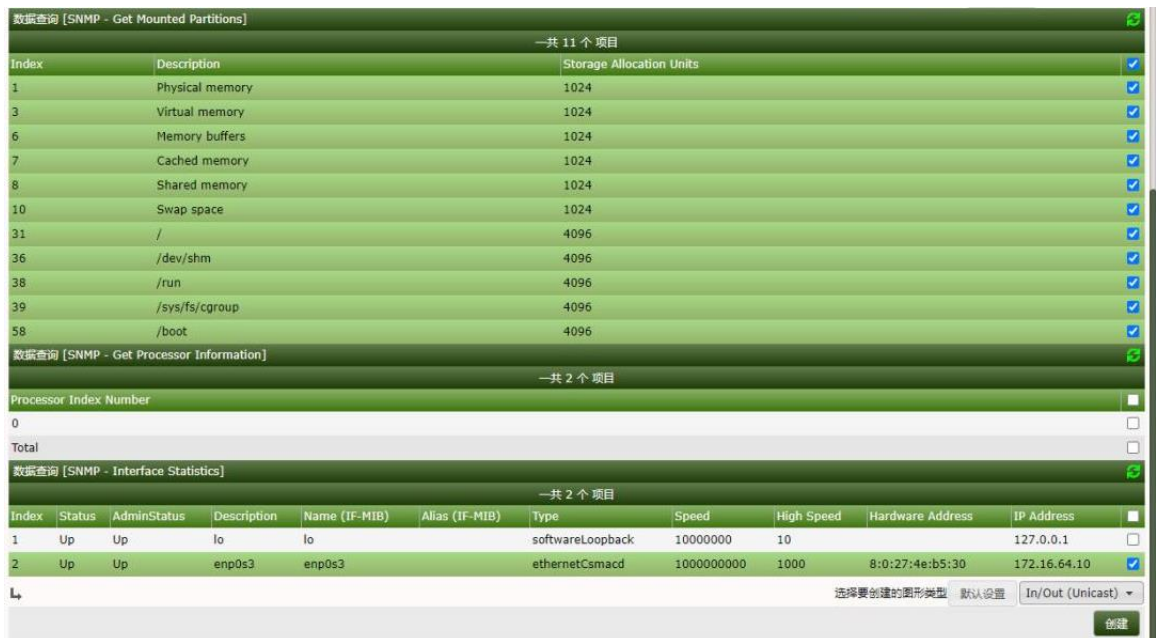 数据查询 [SNMP - Get Mounted Partitions]
一共 11 个 项目
Index Description Storage Allocation Units
1 Physical memory 1024
3 Virtual memory 1024
6 Memory buffers 1024
7 Cached memory 1024
8 Shared memory 1024
10 Swap space 1024
31 / 4096
36 /dev/shm 4096
38 /run 4096
39 /sys/fs/cgroup 4096
58 /boot 4096
数据查询 [SNMP - Get Processor Information]
一共 2 个 项目
Processor Index Number
0
Total
数据查询 [SNMP - Interface Statistics]
一共 2 个 项目
Index Status AdminStatus Description Name (IF-MIB) Alias (IF-MIB) Type Speed High Speed Hardware Address IP Address
1 Up Up lo lo softwareLoopback 10000000 10 127.0.0.1
2 Up Up enp0s3 enp0s3 ethernetCsmacd 1000000000 1000 8:0:27:4e:b5:30 172.16.64.10
选择要创建的图形类型 默认设置 In/Out (Unicast)
创建